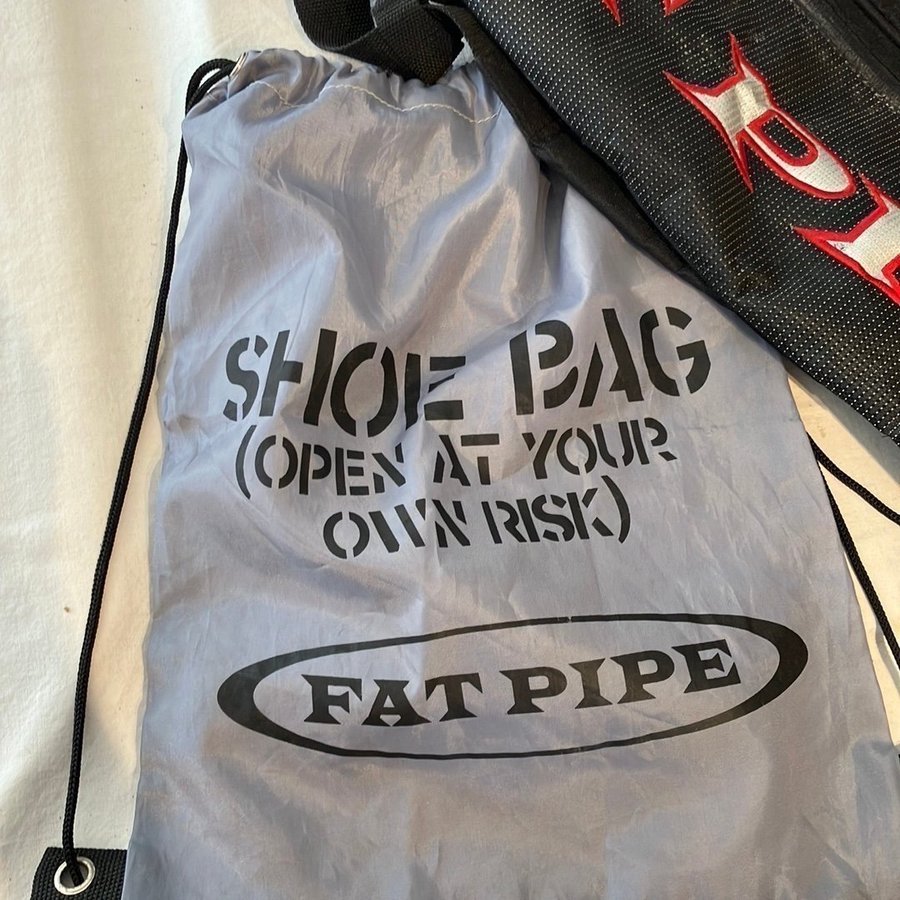 SHOE BAG
(OPEN AT YOUR
OWN RISK)
FAT PIPE